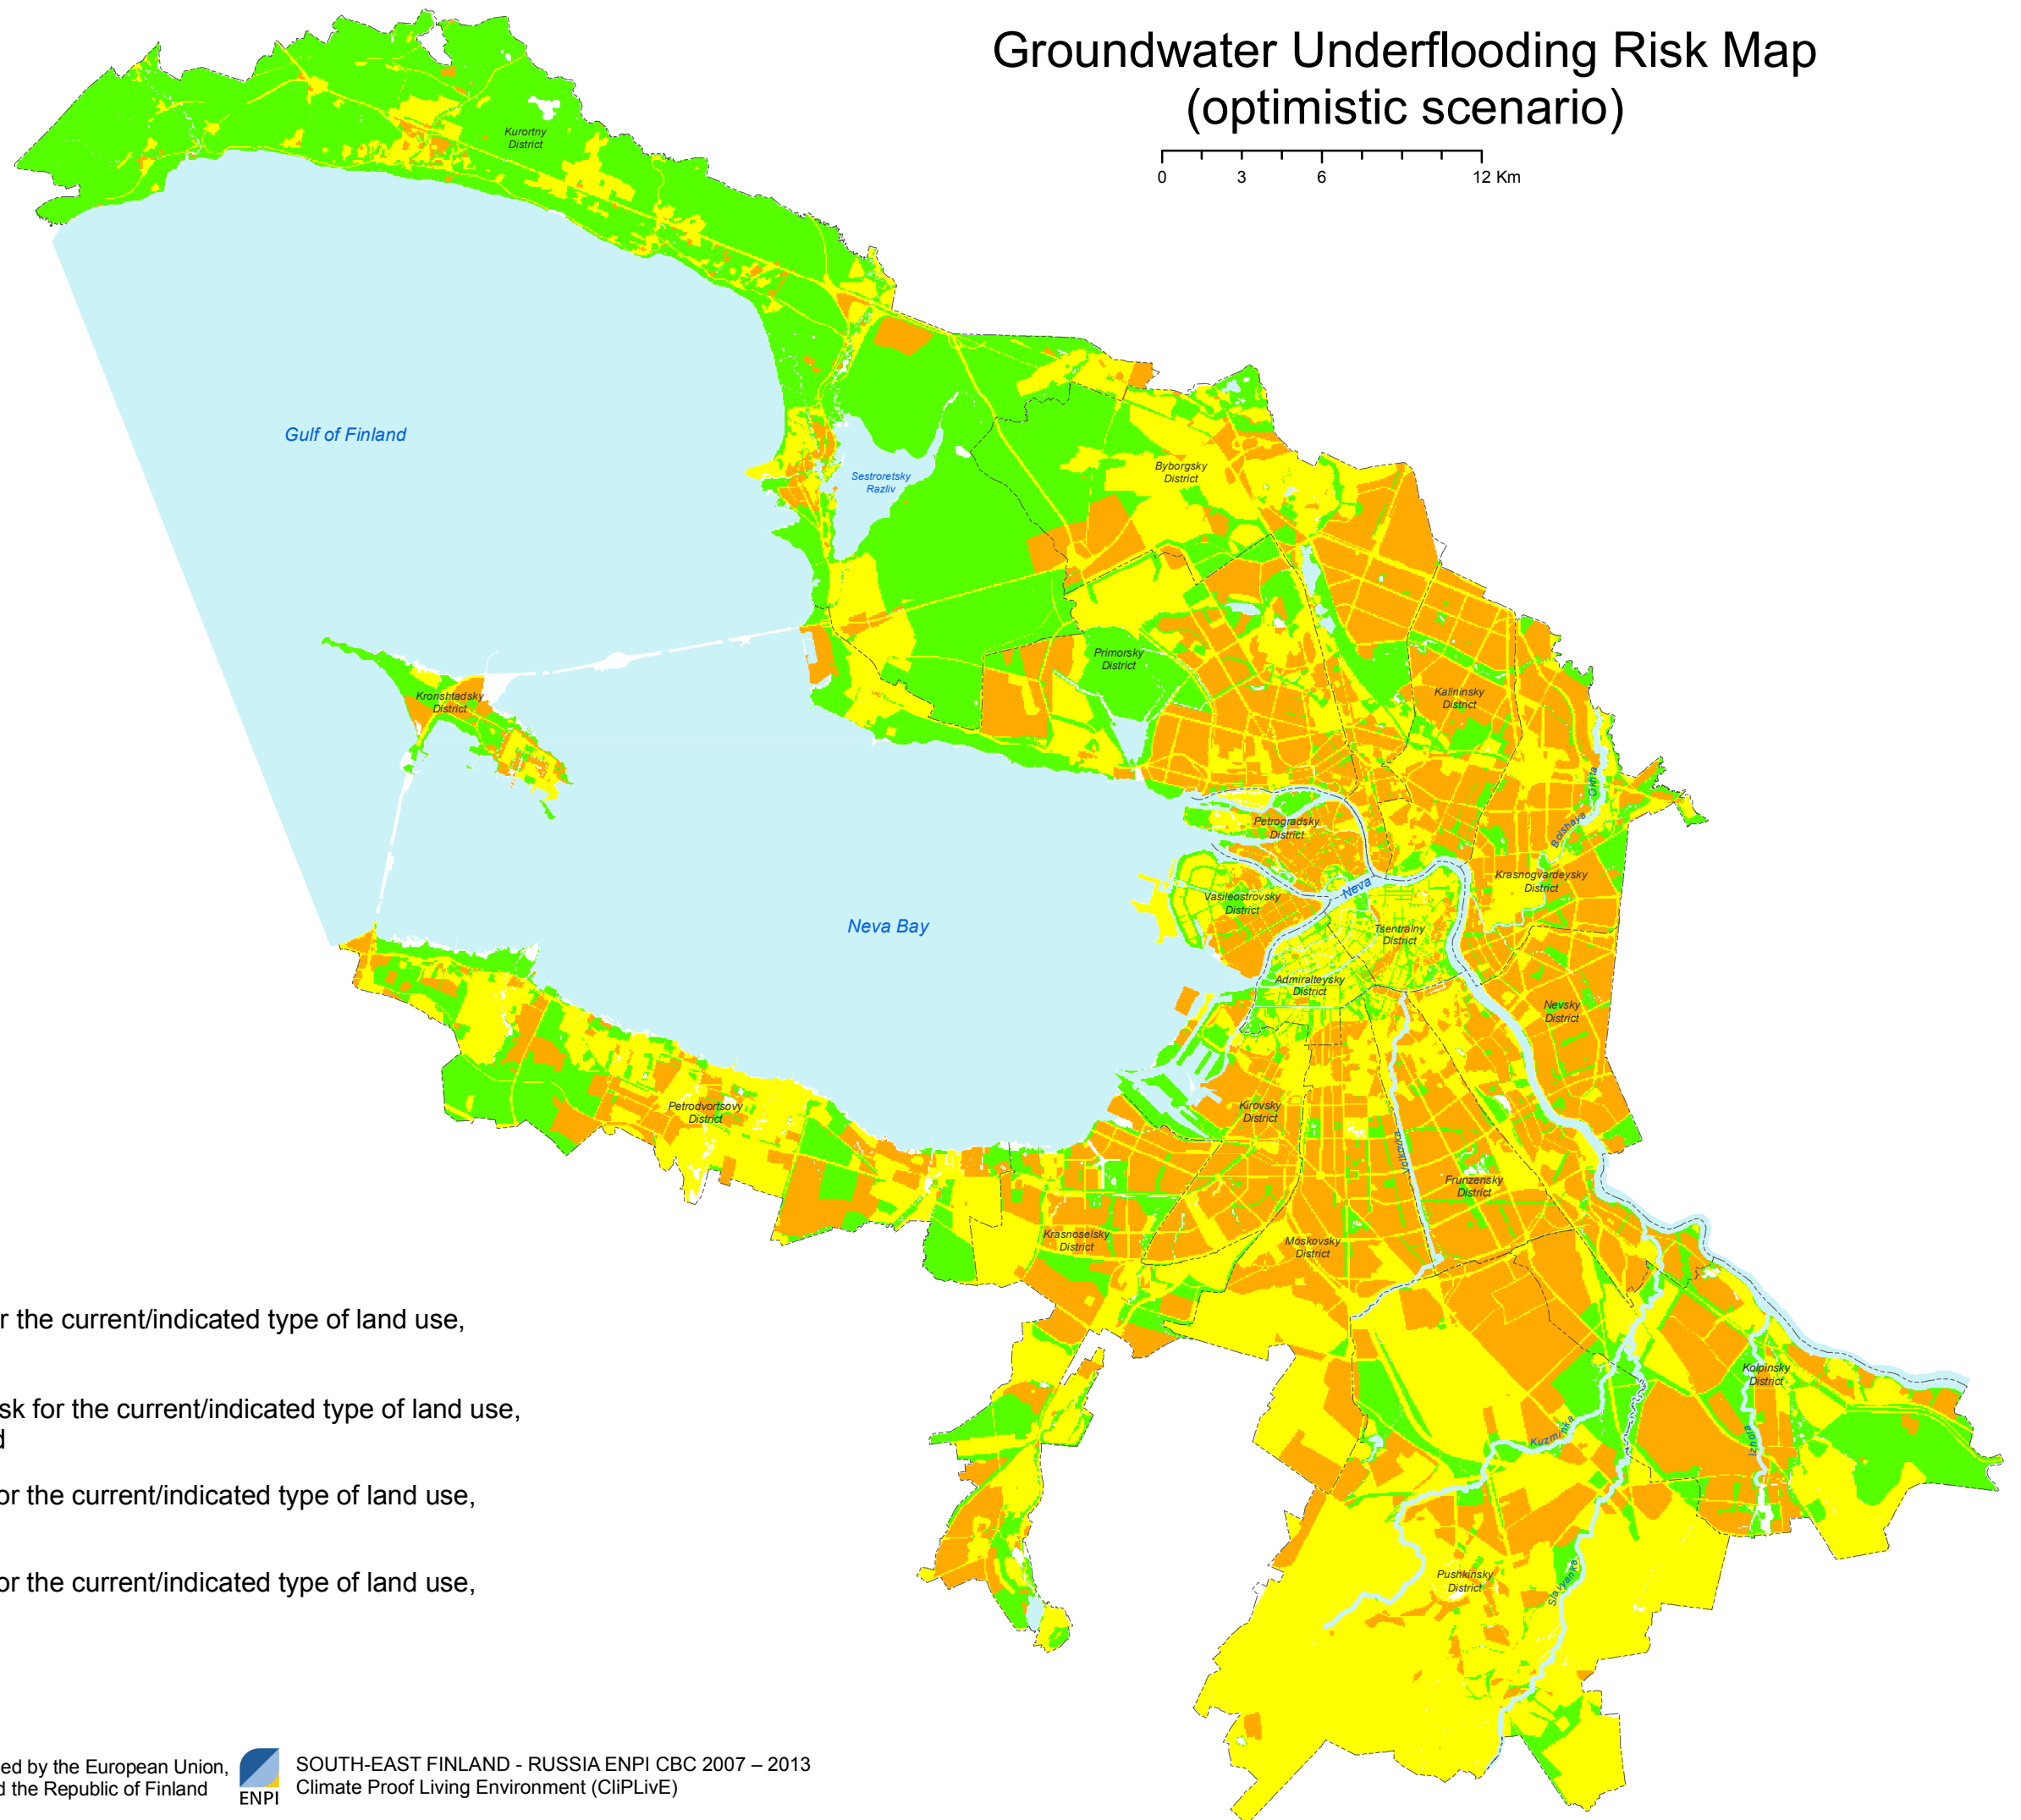 Groundwater Underflooding Risk Map
(optimistic scenario)
0 3 6 12 Km
Kurortny
District
Gulf of Finland
Sestroretsky
Razliv
Byborgsky
District
Primorsky
District
Kronshtadsky
District
Kalininsky
District
Okhta
Bolshaya
Petrogradsky
District
Krasnogvardeysky
District
Neva
Vasileostrovsky
District
Neva Bay
Tsentralny
District
Admiralteysky
District
Nevsky
District
Petrodvortsovy
District
Kirovsky
District
Volkovka
Frunzensky
District
Krasnoselsky
District
Moskovsky
District
r the current/indicated type of land use,
Kolpinsky
District
sk for the current/indicated type of land use,
d
Kuzminka
Izhora
or the current/indicated type of land use,
Pushkinsky
District
Slavyanka
or the current/indicated type of land use,
ed by the European Union,
d the Republic of Finland
ENPI
SOUTH-EAST FINLAND - RUSSIA ENPI CBC 2007 – 2013
Climate Proof Living Environment (CliPLivE)